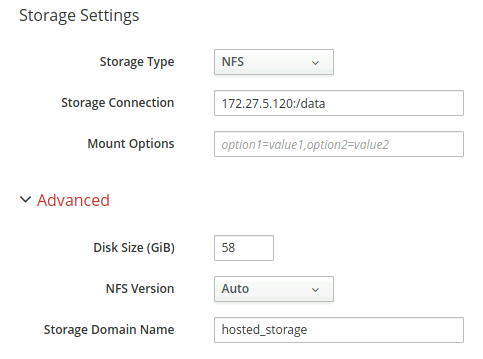 Storage Settings
Storage Type NFS
Storage Connection 172.27.5.120:/data
Mount Options option1=value1,option2=value2
Advanced
Disk Size (GiB) 58
NFS Version Auto
Storage Domain Name hosted_storage